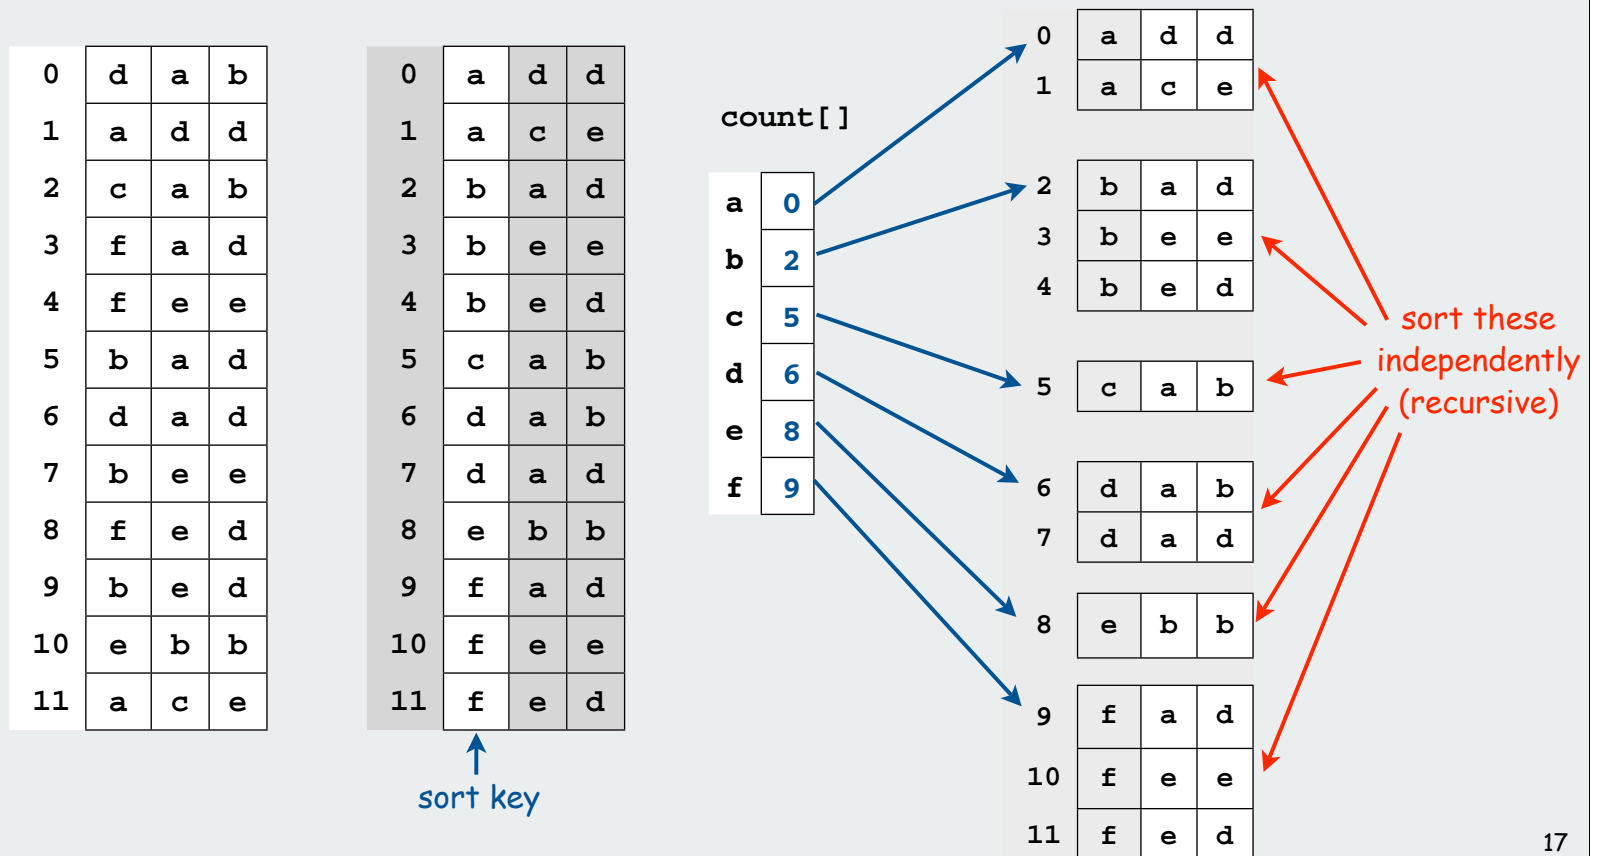 0 d a b
1 a d d
2 c a b
3 f a d
4 f e e
5 b a d
6 d a d
7 b e e
8 f e d
9 b e d
10 e b b
11 a c e
0 a d d
1 a c e
2 b a d
3 b e e
4 b e d
5 c a b
6 d a b
7 d a d
8 e b b
9 f a d
10 f e e
11 f e d
sort key
count[]
a 0
b 2
c 5
d 6
e 8
f 9
0 a d d
1 a c e
2 b a d
3 b e e
4 b e d
5 c a b
6 d a b
7 d a d
8 e b b
9 f a d
10 f e e
11 f e d
sort these
independently
(recursive)
17